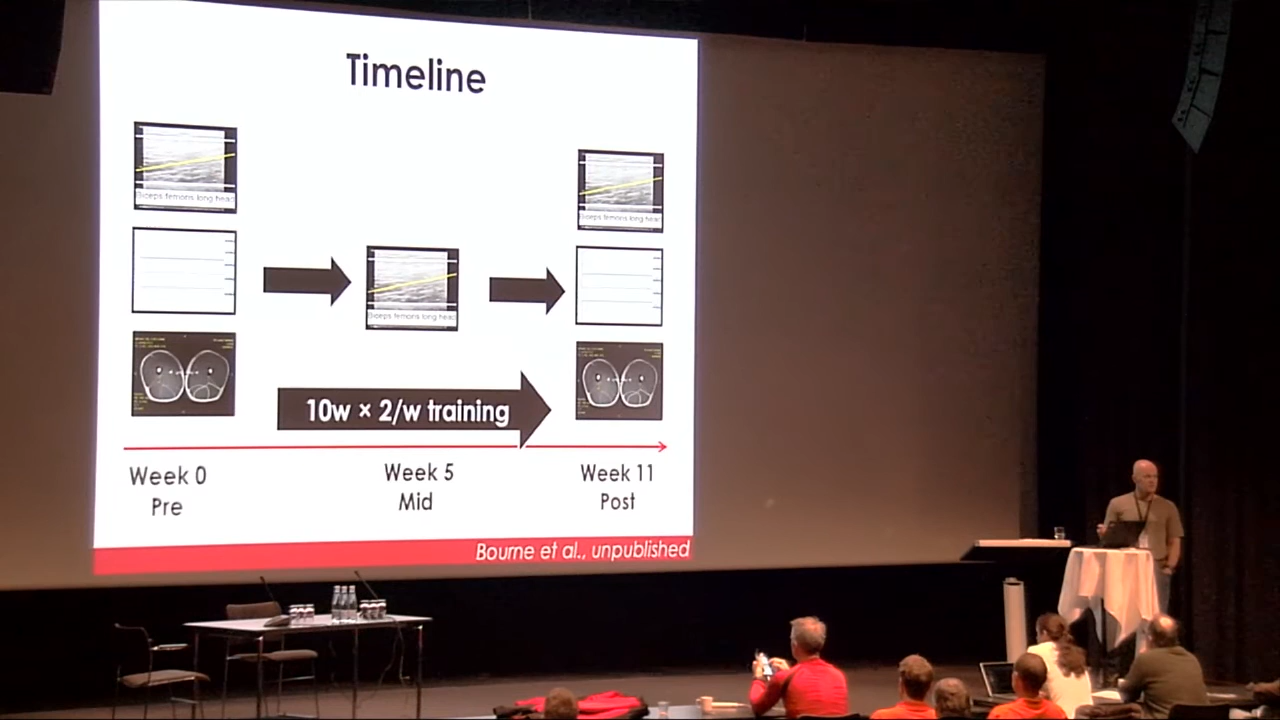 Timeline
Biceps femoris long head
Biceps femoris long head
Biceps femoris long head
10w × 2/w training
Week 0
Pre
Week 5
Mid
Week 11
Post
Bourne et al., unpublished